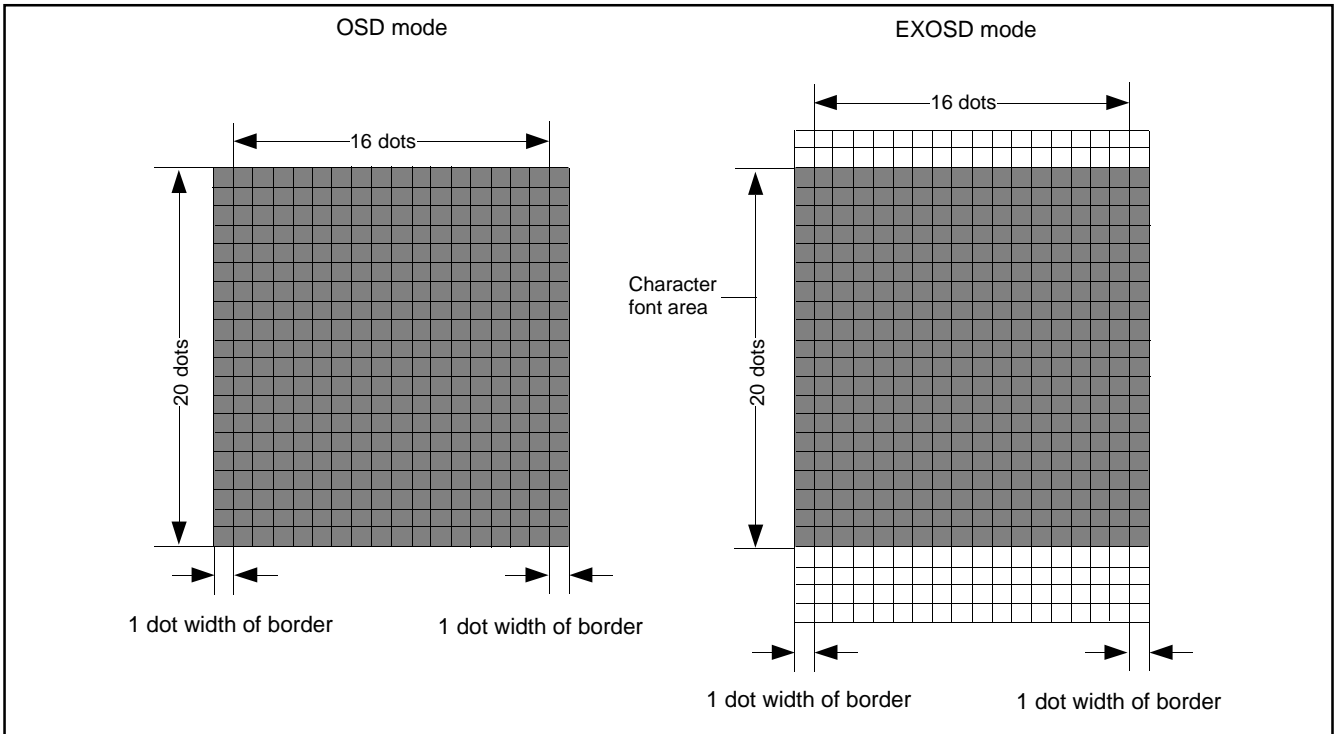 OSD mode
16 dots
20 dots
1 dot width of border
1 dot width of border
EXOSD mode
16 dots
Character
font area
20 dots
1 dot width of border
1 dot width of border